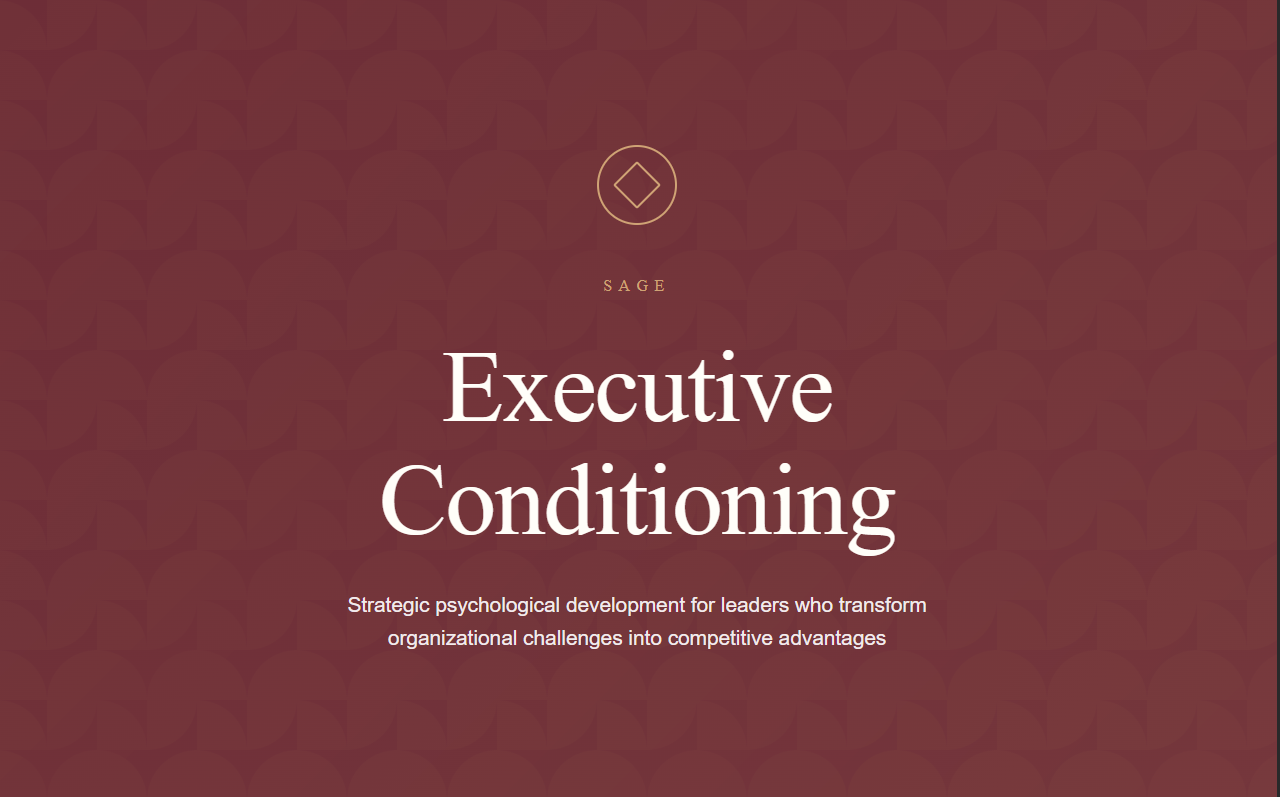 SAGE
Executive
Conditioning
Strategic psychological development for leaders who transform
organizational challenges into competitive advantages